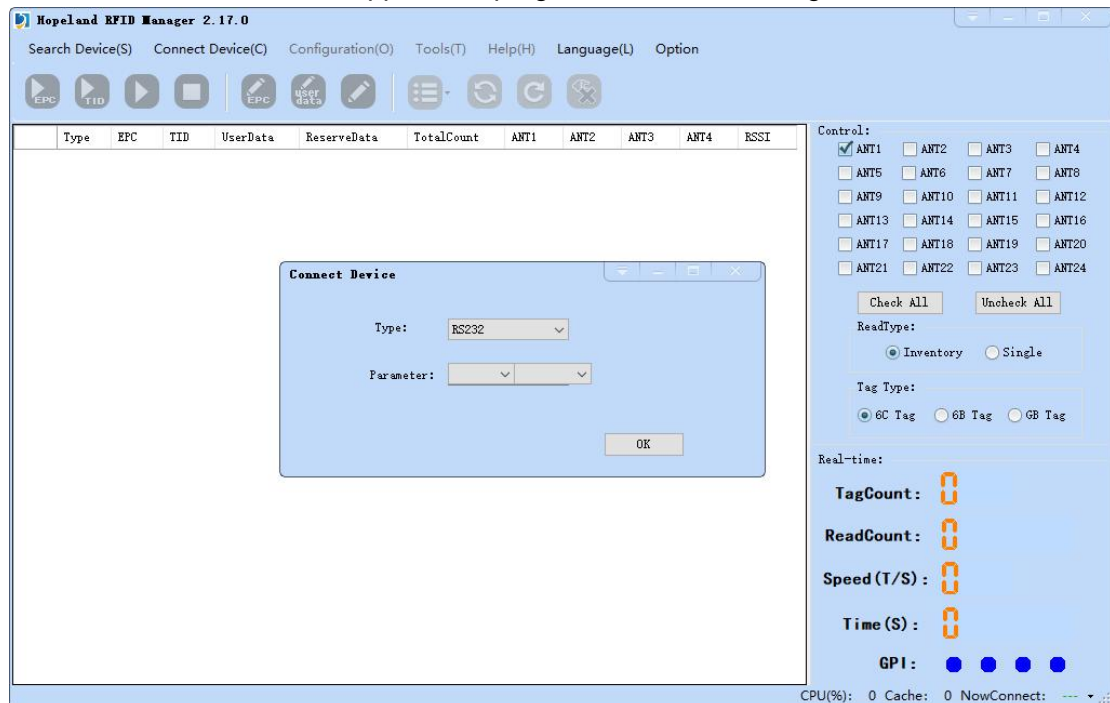 Hopeland RFID Manager 2.17.0
Search Device(S) Connect Device(C) Configuration(O) Tools(T) Help(H) Language(L) Option
EPC TID EPC user data
Type EPC TID UserData ReserveData TotalCount ANT1 ANT2 ANT3 ANT4 RSSI
Control:
ANT1 ANT2 ANT3 ANT4
ANT5 ANT6 ANT7 ANT8
ANT9 ANT10 ANT11 ANT12
ANT13 ANT14 ANT15 ANT16
ANT17 ANT18 ANT19 ANT20
ANT21 ANT22 ANT23 ANT24
Check All Uncheck All
ReadType:
Inventory Single
Tag Type:
6C Tag 6B Tag GB Tag
Connect Device
Type: RS232
Parameter:
OK
Real-time:
TagCount: 0
ReadCount: 0
Speed(T/S): 0
Time(S): 0
GPI:
CPU(%): 0 Cache: 0 NowConnect: ---